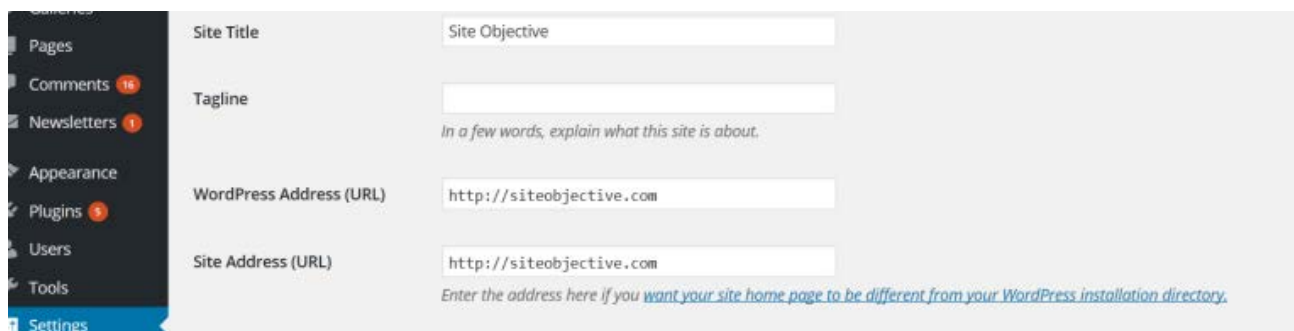 Galleries
Pages
Comments 16
Newsletters 1
Appearance
Plugins 5
Users
Tools
Settings
Site Title
Site Objective
Tagline
In a few words, explain what this site is about.
WordPress Address (URL)
http://siteobjective.com
Site Address (URL)
http://siteobjective.com
Enter the address here if you want your site home page to be different from your WordPress installation directory.